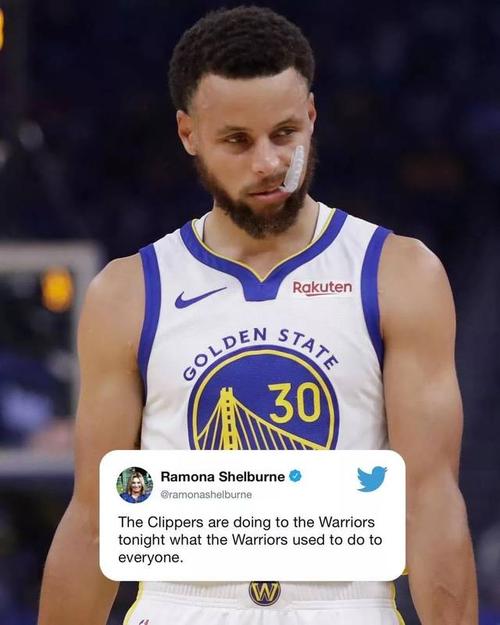 Rakuten
GOLDEN STATE
30
Ramona Shelburne
@ramonashelburne
The Clippers are doing to the Warriors
tonight what the Warriors used to do to
everyone.
W